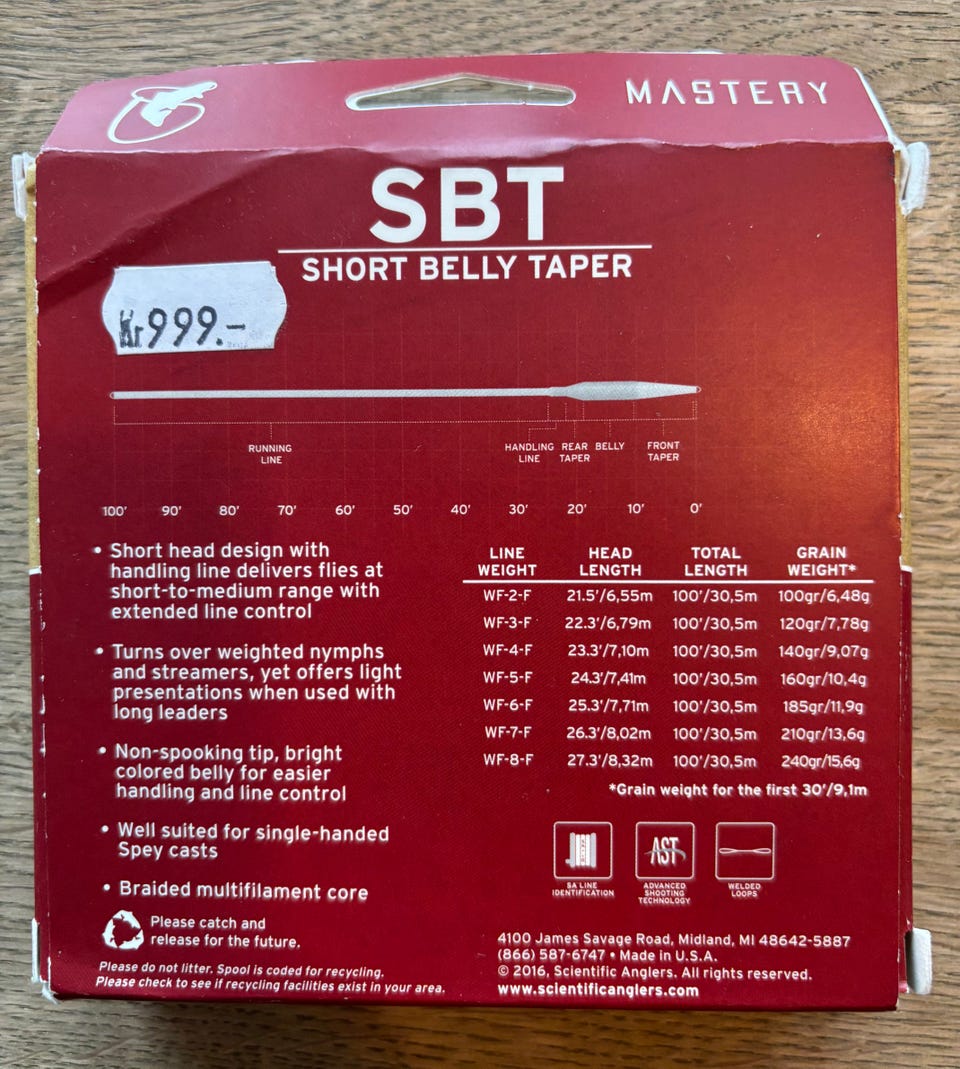 MASTERY
SBT
SHORT BELLY TAPER
Kr999.-
RUNNING
LINE
HANDLING
LINE
REAR
TAPER
BELLY
FRONT
TAPER
100' 90' 80' 70' 60' 50' 40' 30' 20' 10' 0'
• Short head design with
handling line delivers flies at
short-to-medium range with
extended line control
• Turns over weighted nymphs
and streamers, yet offers light
presentations when used with
long leaders
• Non-spooking tip, bright
colored belly for easier
handling and line control
• Well suited for single-handed
Spey casts
• Braided multifilament core
LINE WEIGHT HEAD LENGTH TOTAL LENGTH GRAIN WEIGHT*
WF-2-F 21.5'/6,55m 100'/30,5m 100gr/6,48g
WF-3-F 22.3'/6,79m 100'/30,5m 120gr/7,78g
WF-4-F 23.3'/7,10m 100'/30,5m 140gr/9,07g
WF-5-F 24.3'/7,41m 100'/30,5m 160gr/10,4g
WF-6-F 25.3'/7,71m 100'/30,5m 185gr/11,9g
WF-7-F 26.3'/8,02m 100'/30,5m 210gr/13,6g
WF-8-F 27.3'/8,32m 100'/30,5m 240gr/15,6g
*Grain weight for the first 30'/9,1m
SA LINE
IDENTIFICATION
AST
ADVANCED
SHOOTING
TECHNOLOGY
WELDED
LOOPS
Please catch and
release for the future.
Please do not litter. Spool is coded for recycling.
Please check to see if recycling facilities exist in your area.
4100 James Savage Road, Midland, MI 48642-5887
(866) 587-6747 • Made in U.S.A.
© 2016, Scientific Anglers. All rights reserved.
www.scientificanglers.com